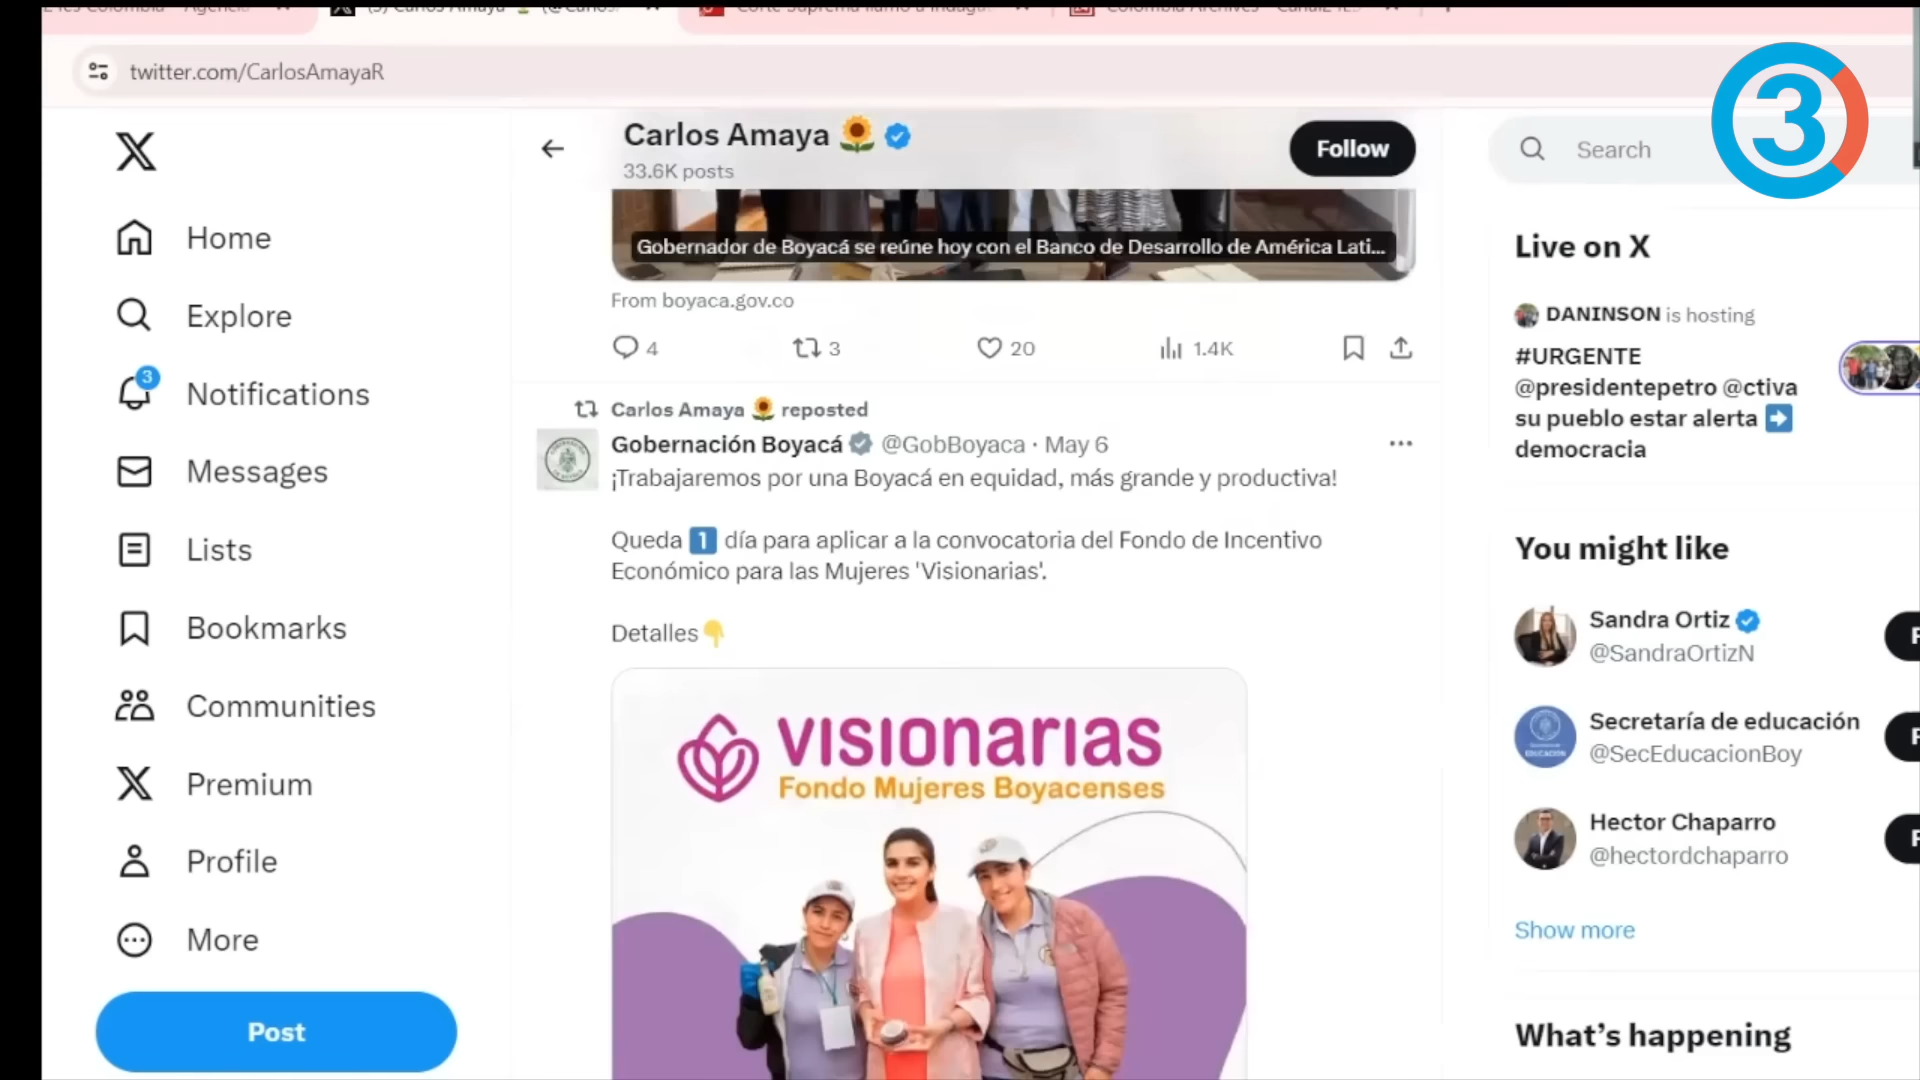 Carlos Amaya
twitter.com/CarlosAmayaR
3
Carlos Amaya 🌻
33.6K posts
Follow
Search
Home
Explore
3
Notifications
Messages
Lists
Bookmarks
Communities
Premium
Profile
More
Post
Gobernador de Boyacá se reúne hoy con el Banco de Desarrollo de América Lati...
From boyaca.gov.co
4
3
20
1.4K
Carlos Amaya 🌻 reposted
Gobernación Boyacá @GobBoyaca · May 6
¡Trabajaremos por una Boyacá en equidad, más grande y productiva!
Queda 1️⃣ día para aplicar a la convocatoria del Fondo de Incentivo
Económico para las Mujeres 'Visionarias'.
Detalles👇
VISIONARIAS
Fondo Mujeres Boyacenses
Live on X
DANINSON is hosting
#URGENTE
@presidentepetro @ctiva
su pueblo estar alerta ➡️
democracia
You might like
Sandra Ortiz
@SandraOrtizN
Secretaría de educación
@SecEducacionBoy
Hector Chaparro
@hectordchaparro
Show more
What's happening